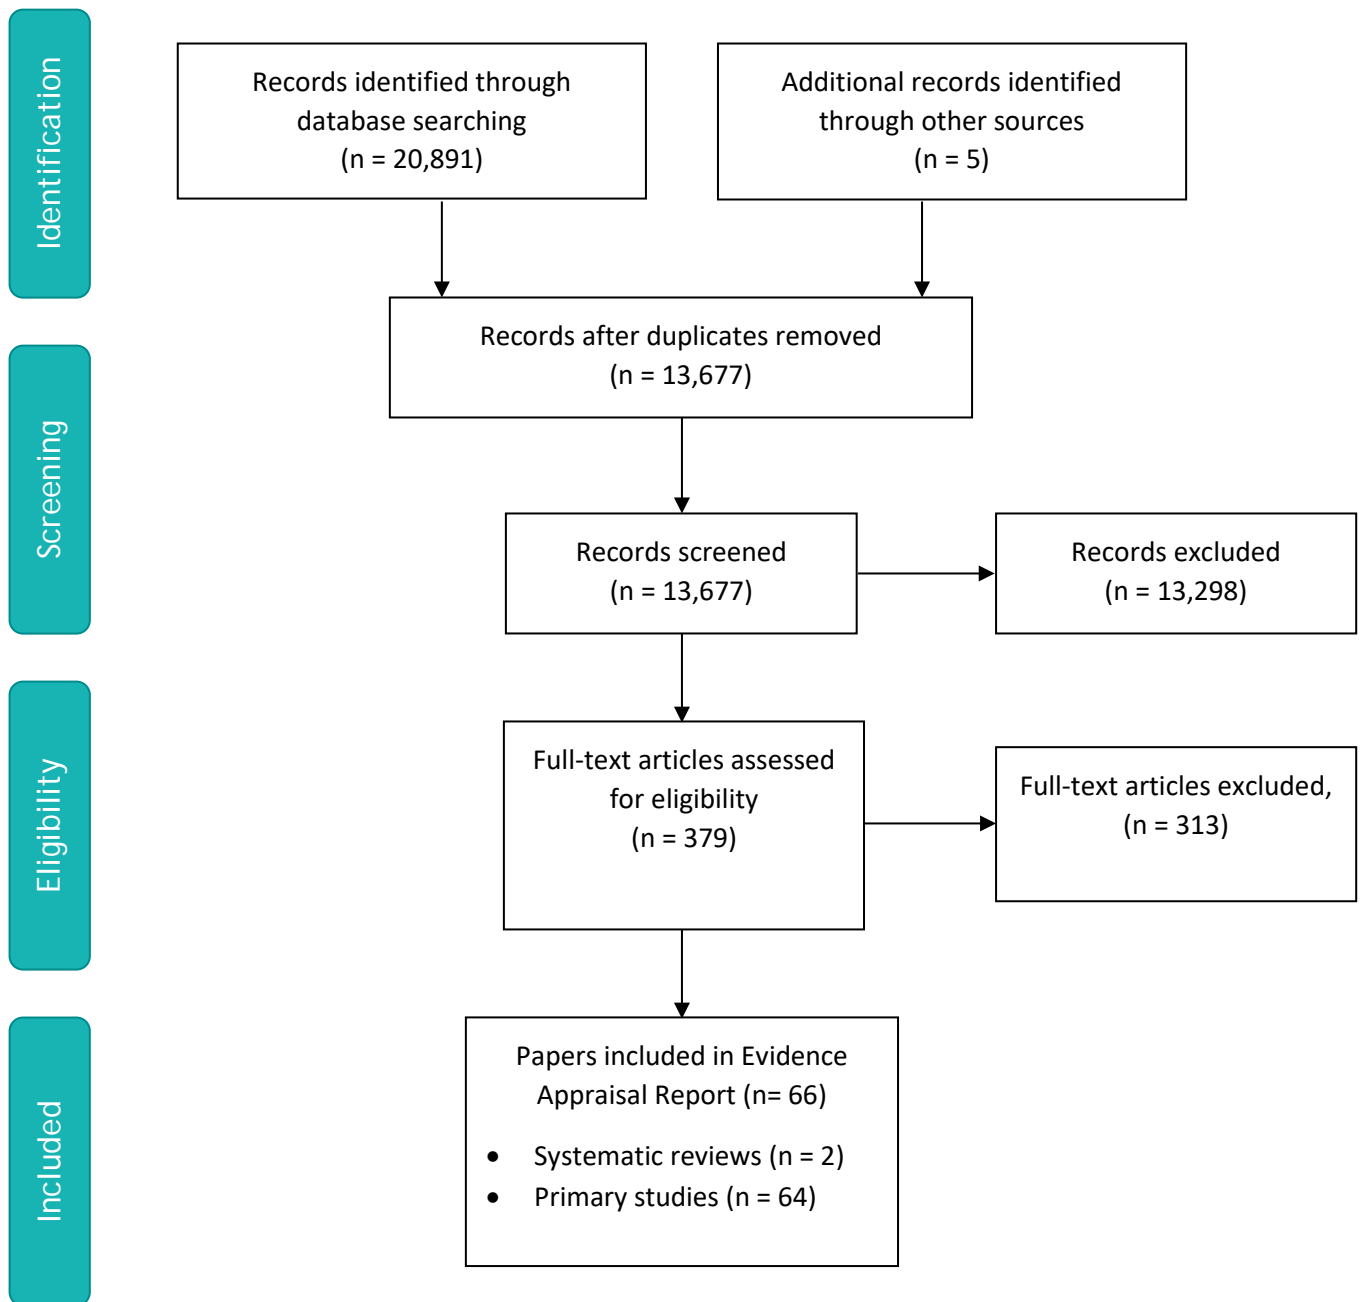 Identification
Records identified through
database searching
(n = 20,891)
Additional records identified
through other sources
(n = 5)
Records after duplicates removed
(n = 13,677)
Screening
Records screened
(n = 13,677)
Records excluded
(n = 13,298)
Eligibility
Full-text articles assessed
for eligibility
(n = 379)
Full-text articles excluded,
(n = 313)
Included
Papers included in Evidence
Appraisal Report (n= 66)
• Systematic reviews (n = 2)
• Primary studies (n = 64)